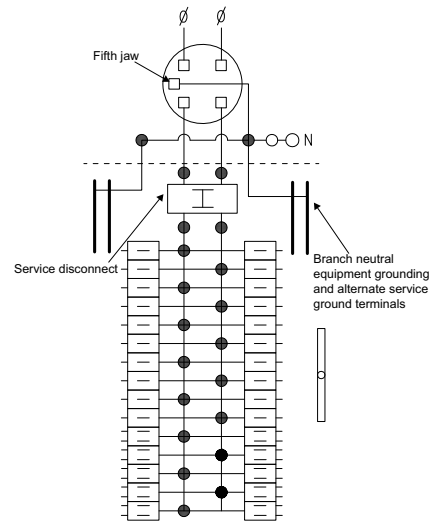 ø ø
Fifth jaw
N
Service disconnect
Branch neutral
equipment grounding
and alternate service
ground terminals